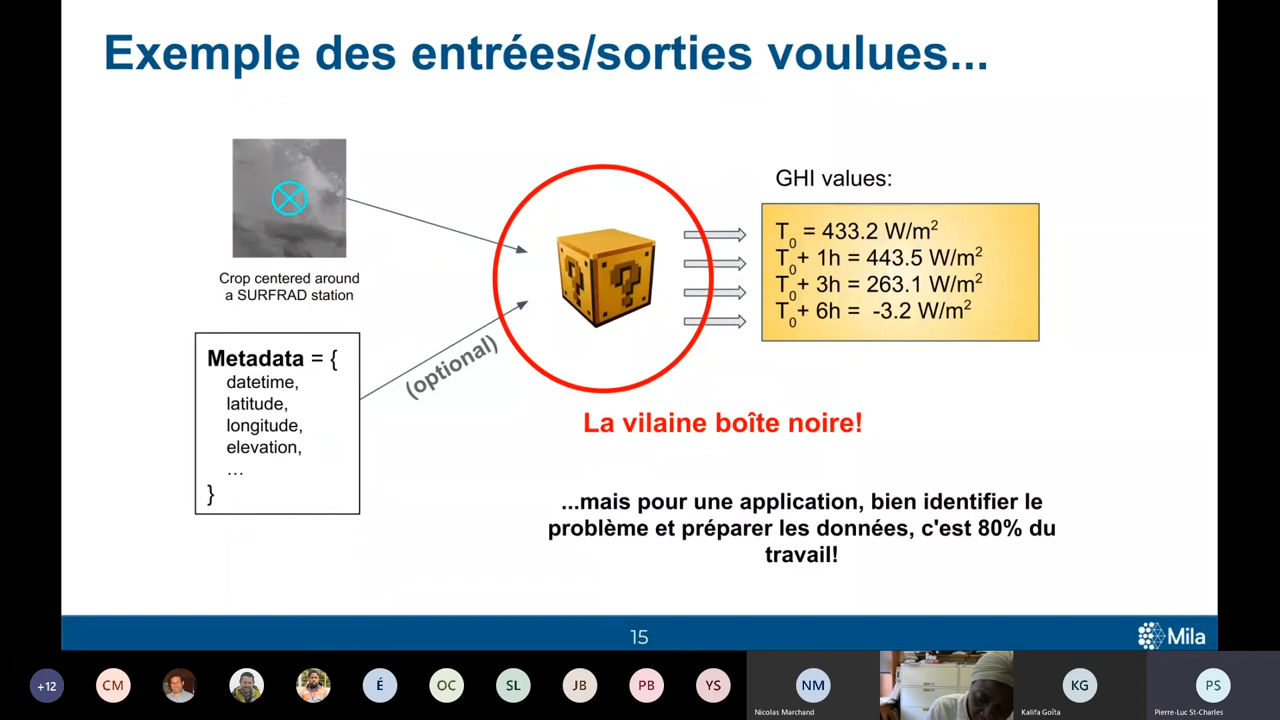 Exemple des entrées/sorties voulues...
Crop centered around
a SURFRAD station
Metadata = {
datetime,
latitude,
longitude,
elevation,
...
}
(optional)
?
?
GHI values:
T0 = 433.2 W/m²
T0+ 1h = 443.5 W/m²
T0+ 3h = 263.1 W/m²
T0+ 6h = -3.2 W/m²
La vilaine boîte noire!
...mais pour une application, bien identifier le
problème et préparer les données, c'est 80% du
travail!
15
Mila
+12
CM
É
OC
SL
JB
PB
YS
NM
KG
PS
Nicolas Marchand
Kalifa Goïta
Pierre-Luc St-Charles